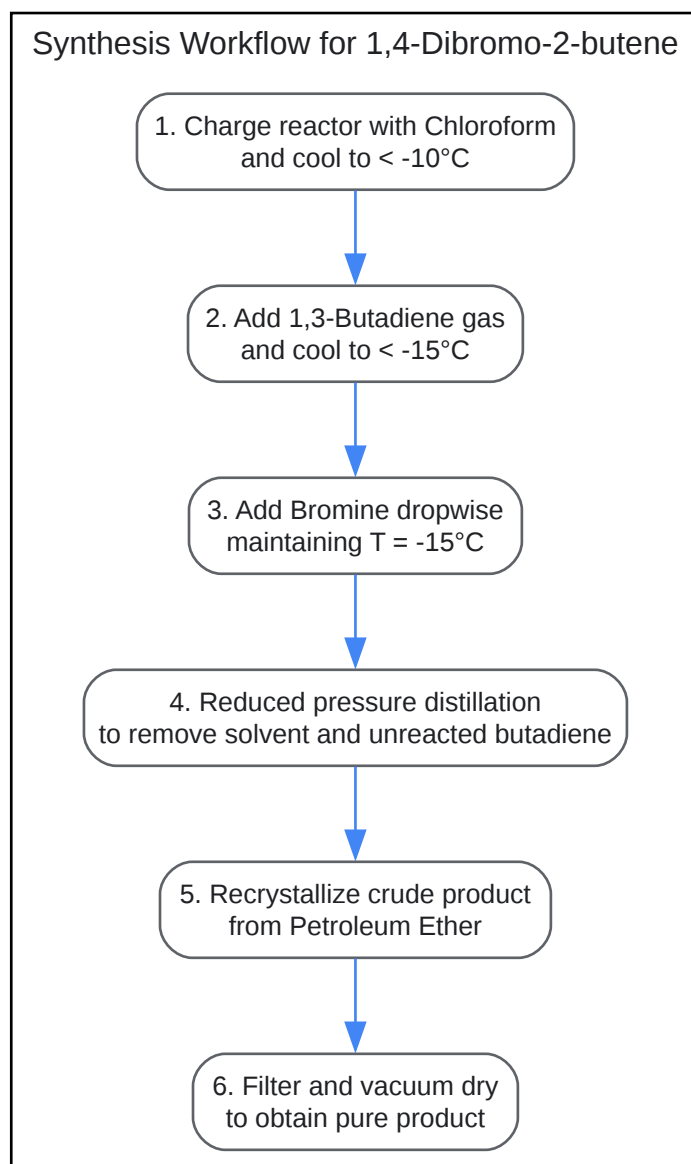 Synthesis Workflow for 1,4-Dibromo-2-butene
1. Charge reactor with Chloroform
and cool to < -10°C
2. Add 1,3-Butadiene gas
and cool to < -15°C
3. Add Bromine dropwise
maintaining T = -15°C
4. Reduced pressure distillation
to remove solvent and unreacted butadiene
5. Recrystallize crude product
from Petroleum Ether
6. Filter and vacuum dry
to obtain pure product